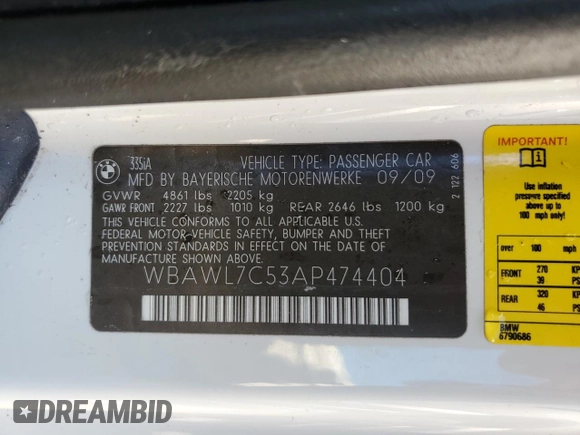 BMW
335iA
VEHICLE TYPE: PASSENGER CAR
MFD BY BAYERISCHE MOTORENWERKE 09/09
GVWR 4861 lbs 2205 kg
GAWR FRONT 2227 lbs 1010 kg REAR 2646 lbs 1200 kg
THIS VEHICLE CONFORMS TO ALL APPLICABLE U.S.
FEDERAL MOTOR-VEHICLE SAFETY, BUMPER AND THEFT
PREVENTION STANDARDS IN EFFECT ON THE DATE OF
MANUFACTURE SHOWN ABOVE.
WBAWL7C53AP474404
2 122 606
IMPORTANT!
Use inflation
pressure specified
above up to
100 mph only!
over 100 mph
FRONT 270 KP
39 PS
REAR 320 KP
46 PS
BMW
6790686
DREAMBID